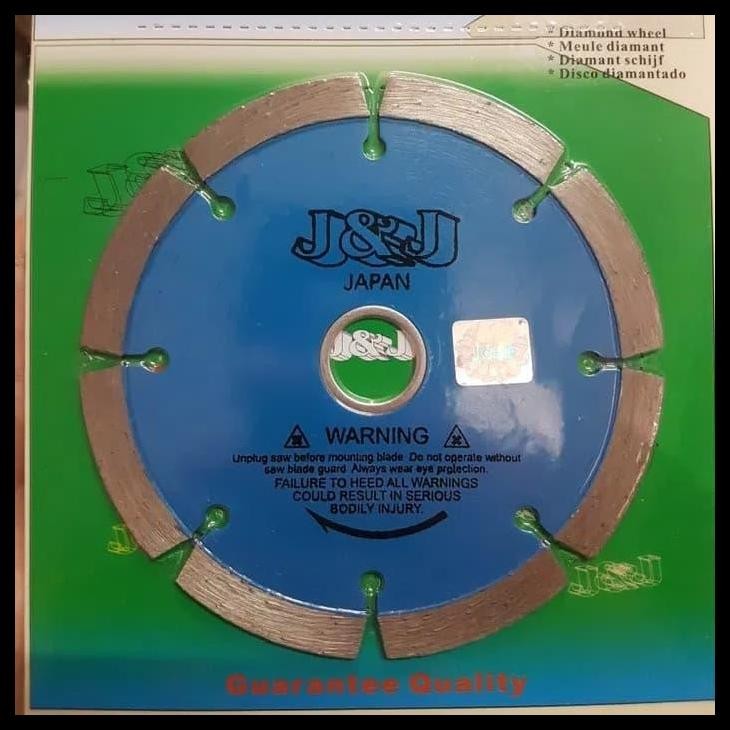 * Diamond wheel
* Meule diamant
* Diamant schijf
* Disco diamantado
J&J
J&J
JAPAN
J&J
WARNING
Unplug saw before mounting blade. Do not operate without
saw blade guard. Always wear eye protection.
FAILURE TO HEED ALL WARNINGS
COULD RESULT IN SERIOUS
BODILY INJURY.
J
J&J
Guarantee Quality